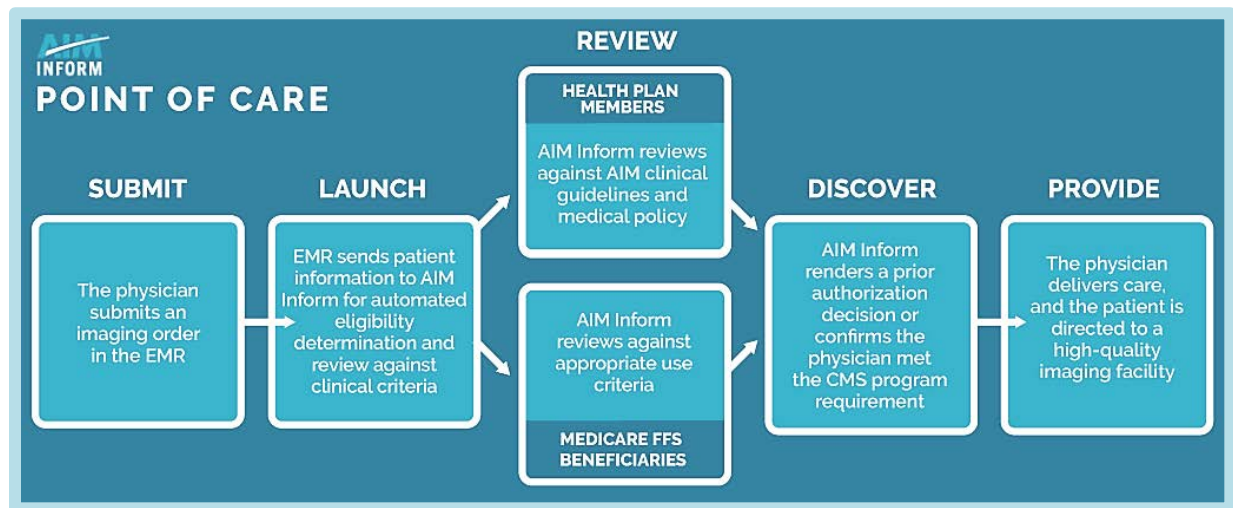 AIM
INFORM
POINT OF CARE
SUBMIT
The physician
submits an
imaging order
in the EMR
LAUNCH
EMR sends patient
information to AIM
Inform for automated
eligibility
determination and
review against
clinical criteria
REVIEW
HEALTH PLAN
MEMBERS
AIM Inform reviews
against AIM clinical
guidelines and
medical policy
AIM Inform
reviews against
appropriate use
criteria
MEDICARE FFS
BENEFICIARIES
DISCOVER
AIM Inform
renders a prior
authorization
decision or
confirms the
physician met
the CMS program
requirement
PROVIDE
The physician
delivers care,
and the patient is
directed to a
high-quality
imaging facility